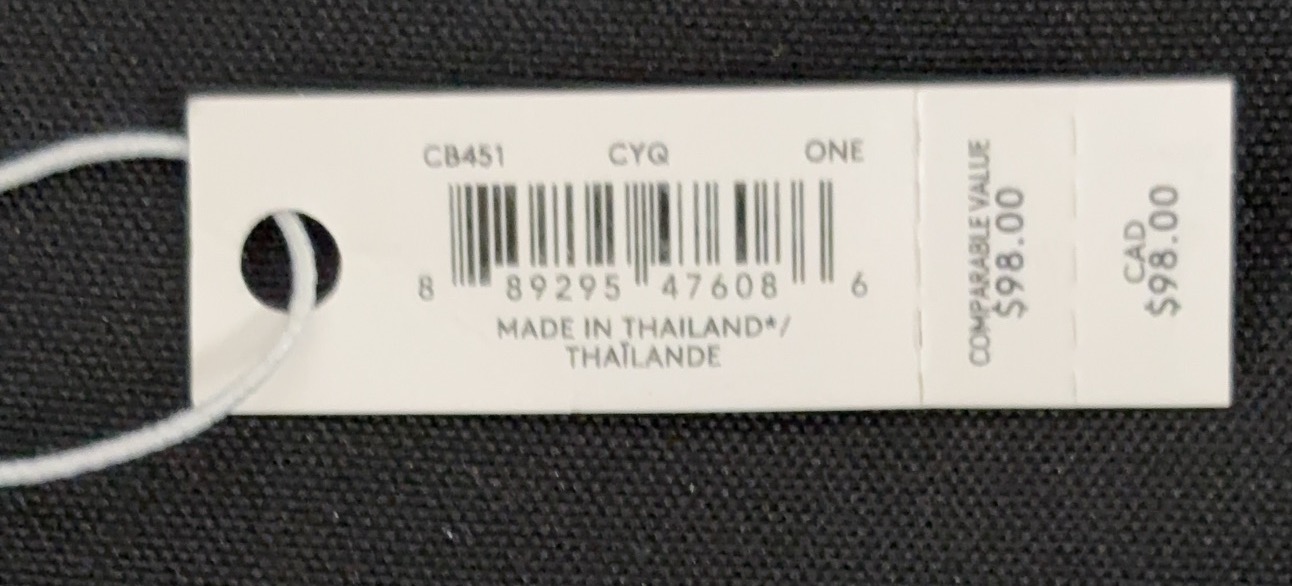 CB451 CYQ ONE
8 89295 47608 6
MADE IN THAILAND*/
THAÏLANDE
COMPARABLE VALUE
$98.00
CAD
$98.00